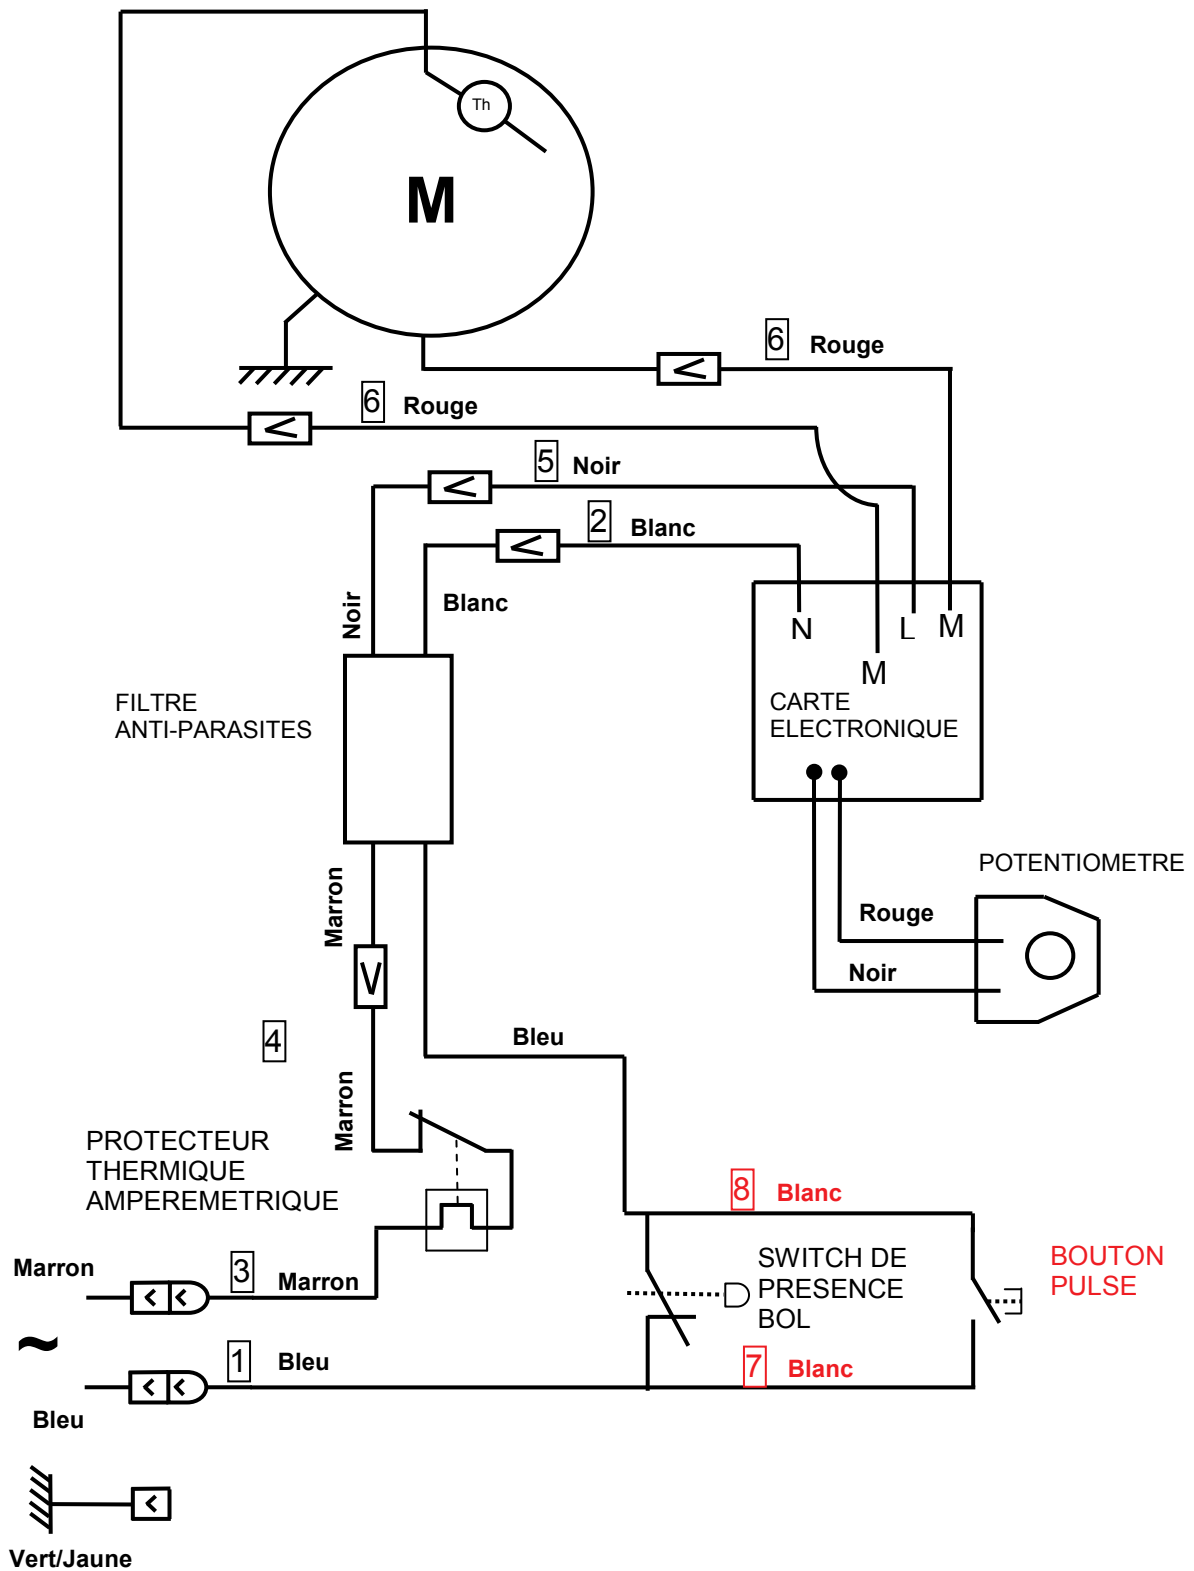 Th
M
6 Rouge
6 Rouge
5 Noir
2 Blanc
Noir
Blanc
N
L
M
M
FILTRE
ANTI-PARASITES
CARTE
ELECTRONIQUE
POTENTIOMETRE
Marron
Rouge
Noir
4
Bleu
Marron
PROTECTEUR
THERMIQUE
AMPEREMETRIQUE
8 Blanc
Marron
3 Marron
SWITCH DE
PRESENCE
BOL
BOUTON
PULSE
~
1 Bleu
7 Blanc
Bleu
Vert/Jaune